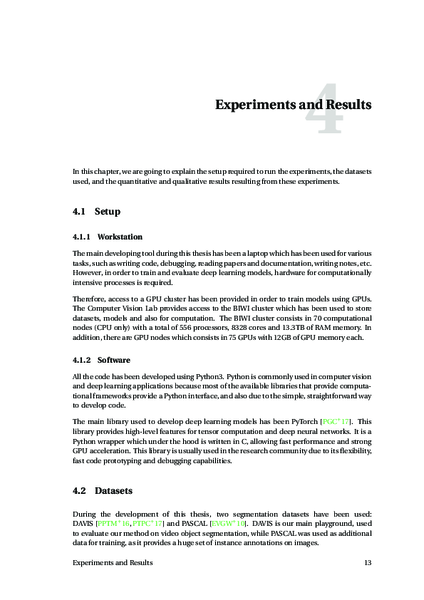 4
Experiments and Results
In this chapter, we are going to explain the setup required to run the experiments, the datasets
used, and the quantitative and qualitative results resulting from these experiments.
4.1 Setup
4.1.1 Workstation
The main developing tool during this thesis has been a laptop which has been used for various
tasks, such as writing code, debugging, reading papers and documentation, writing notes, etc.
However, in order to train and evaluate deep learning models, hardware for computationally
intensive processes is required.
Therefore, access to a GPU cluster has been provided in order to train models using GPUs.
The Computer Vision Lab provides access to the BIWI cluster which has been used to store
datasets, models and also for computation. The BIWI cluster consists in 70 computational
nodes (CPU only) with a total of 556 processors, 8328 cores and 13.3TB of RAM memory. In
addition, there are GPU nodes which consists in 75 GPUs with 12GB of GPU memory each.
4.1.2 Software
All the code has been developed using Python3. Python is commonly used in computer vision
and deep learning applications because most of the available libraries that provide computa-
tional frameworks provide a Python interface, and also due to the simple, straightforward way
to develop code.
The main library used to develop deep learning models has been PyTorch [PGC+17]. This
library provides high-level features for tensor computation and deep neural networks. It is a
Python wrapper which under the hood is written in C, allowing fast performance and strong
GPU acceleration. This library is usually used in the research community due to its flexibility,
fast code prototyping and debugging capabilities.
4.2 Datasets
During the development of this thesis, two segmentation datasets have been used:
DAVIS [PPTM+16, PTPC+17] and PASCAL [EVGW+10]. DAVIS is our main playground, used
to evaluate our method on video object segmentation, while PASCAL was used as additional
data for training, as it provides a huge set of instance annotations on images.
Experiments and Results 13